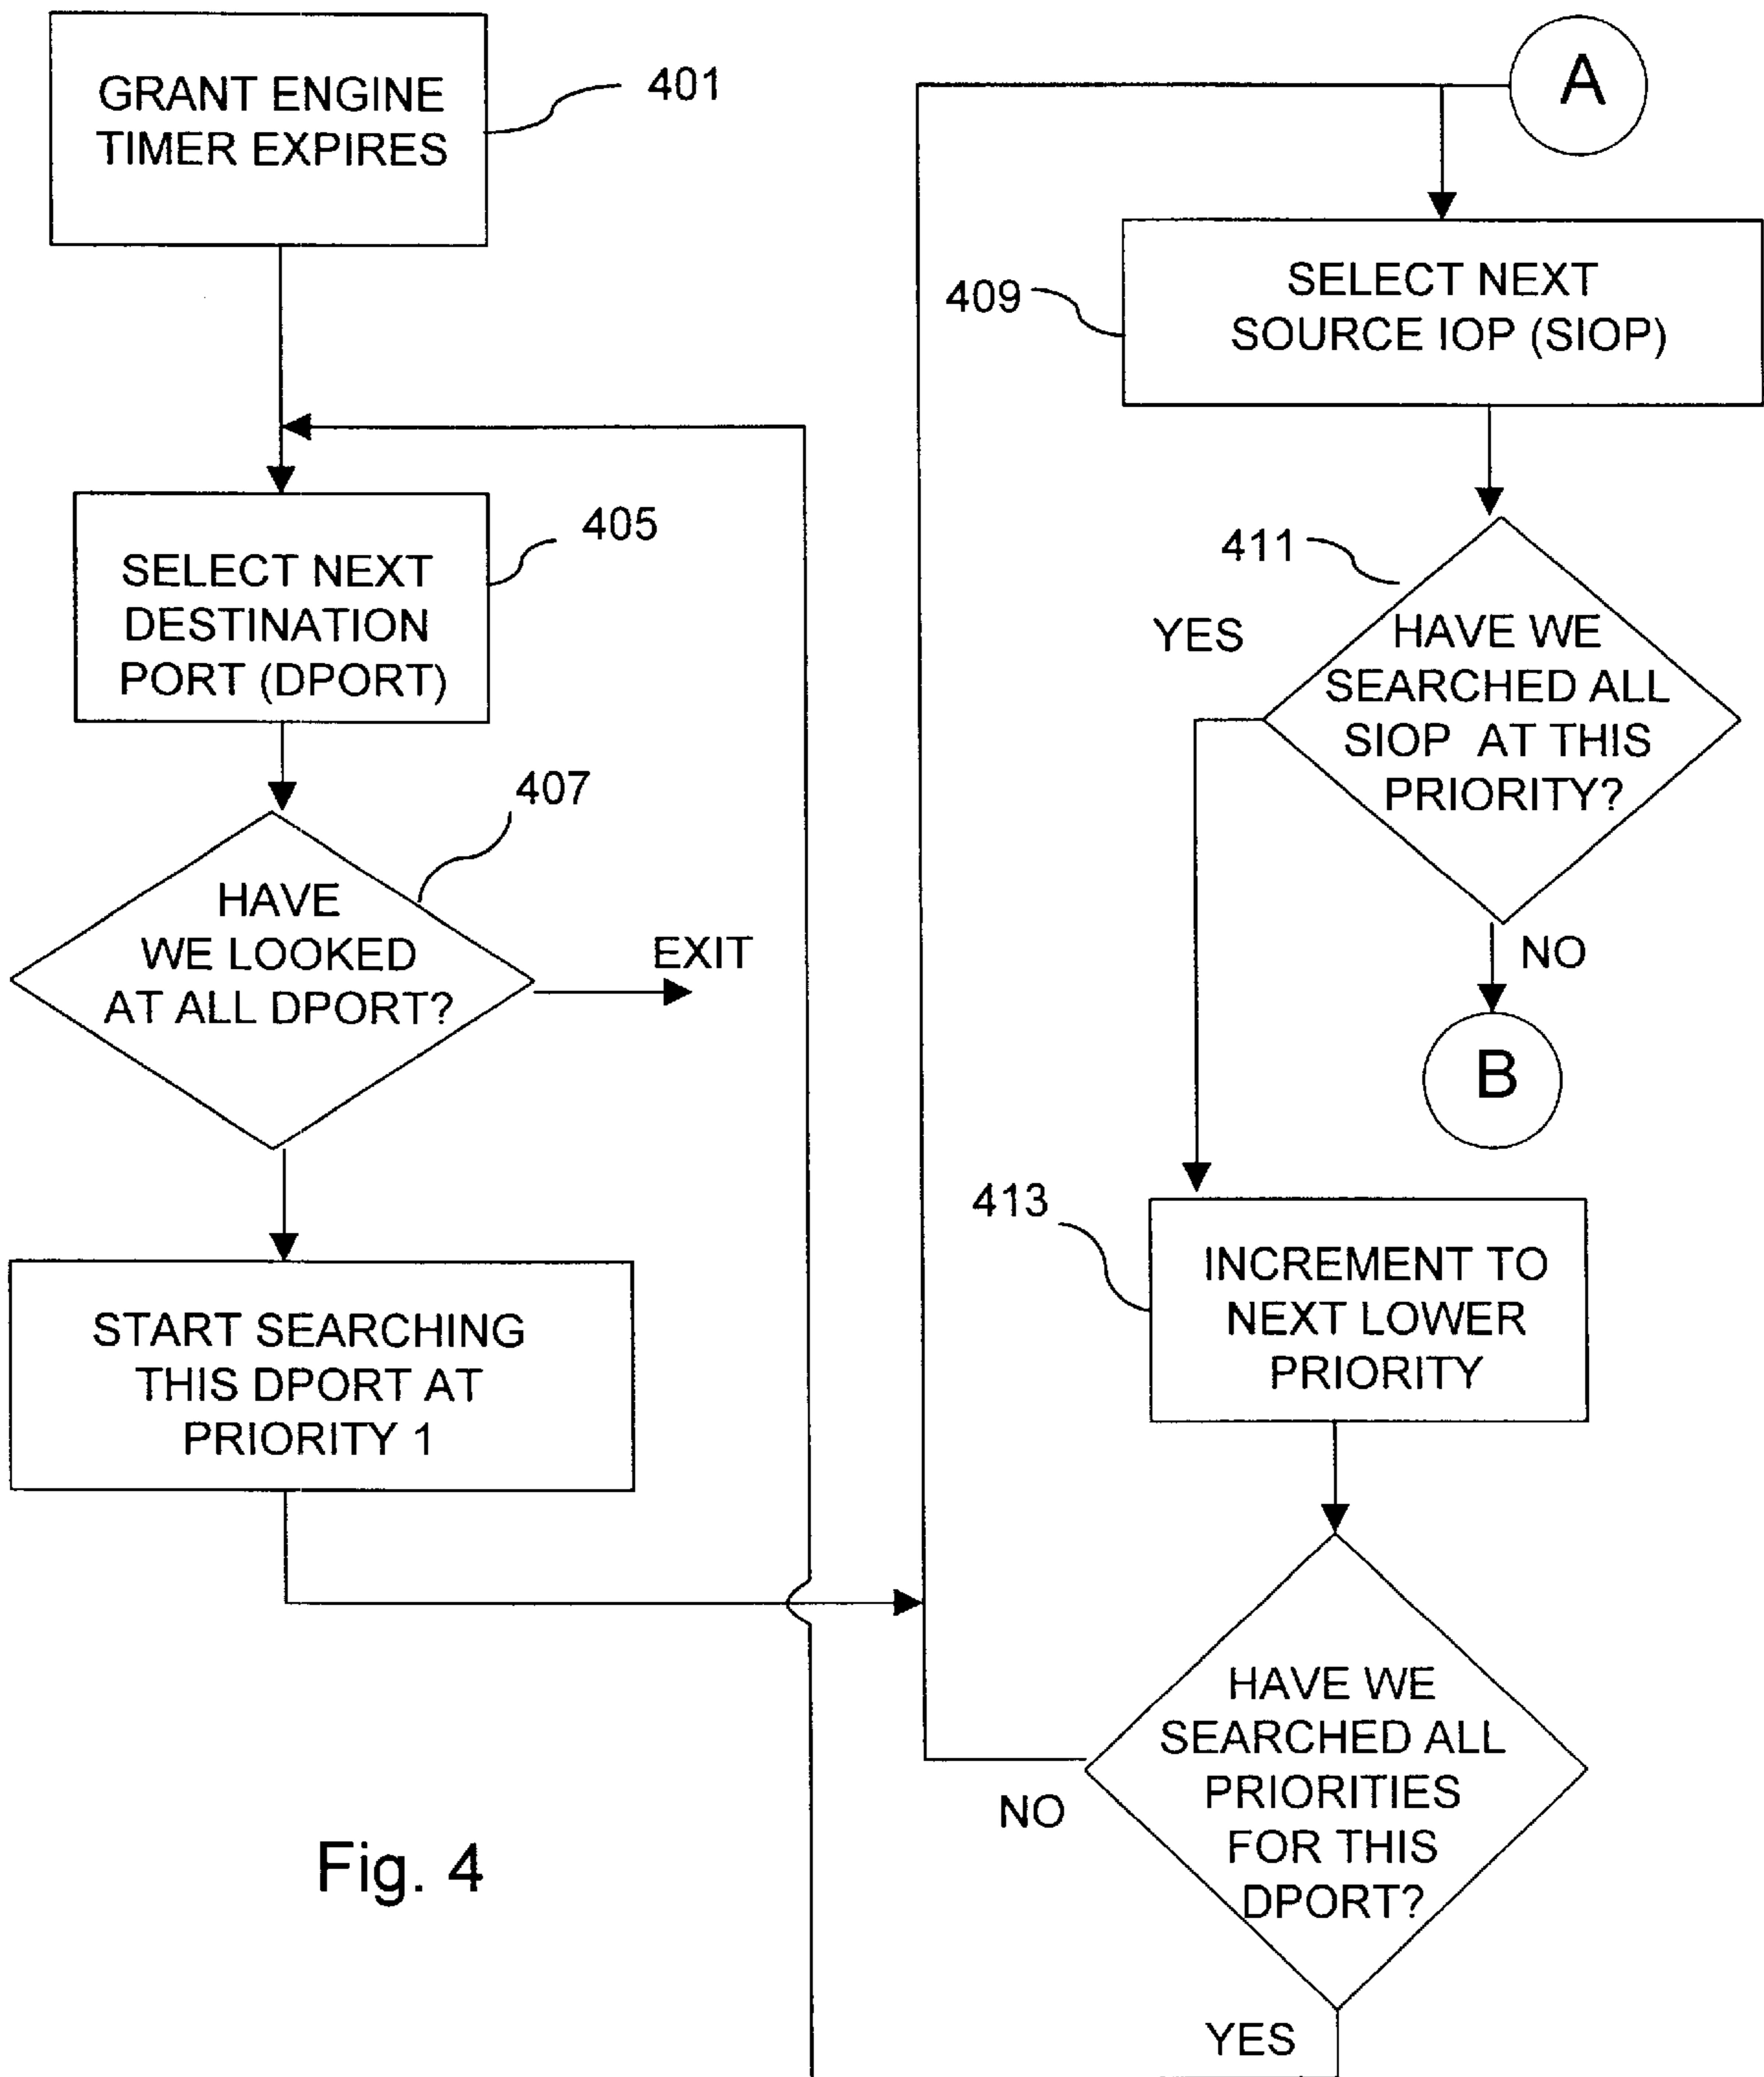 GRANT ENGINE
TIMER EXPIRES
401
SELECT NEXT
DESTINATION
PORT (DPORT)
405
407
HAVE
WE LOOKED
AT ALL DPORT?
EXIT
START SEARCHING
THIS DPORT AT
PRIORITY 1
A
SELECT NEXT
SOURCE IOP (SIOP)
409
411
YES
HAVE WE
SEARCHED ALL
SIOP AT THIS
PRIORITY?
NO
B
413
INCREMENT TO
NEXT LOWER
PRIORITY
HAVE WE
SEARCHED ALL
PRIORITIES
FOR THIS
DPORT?
NO
YES
Fig. 4